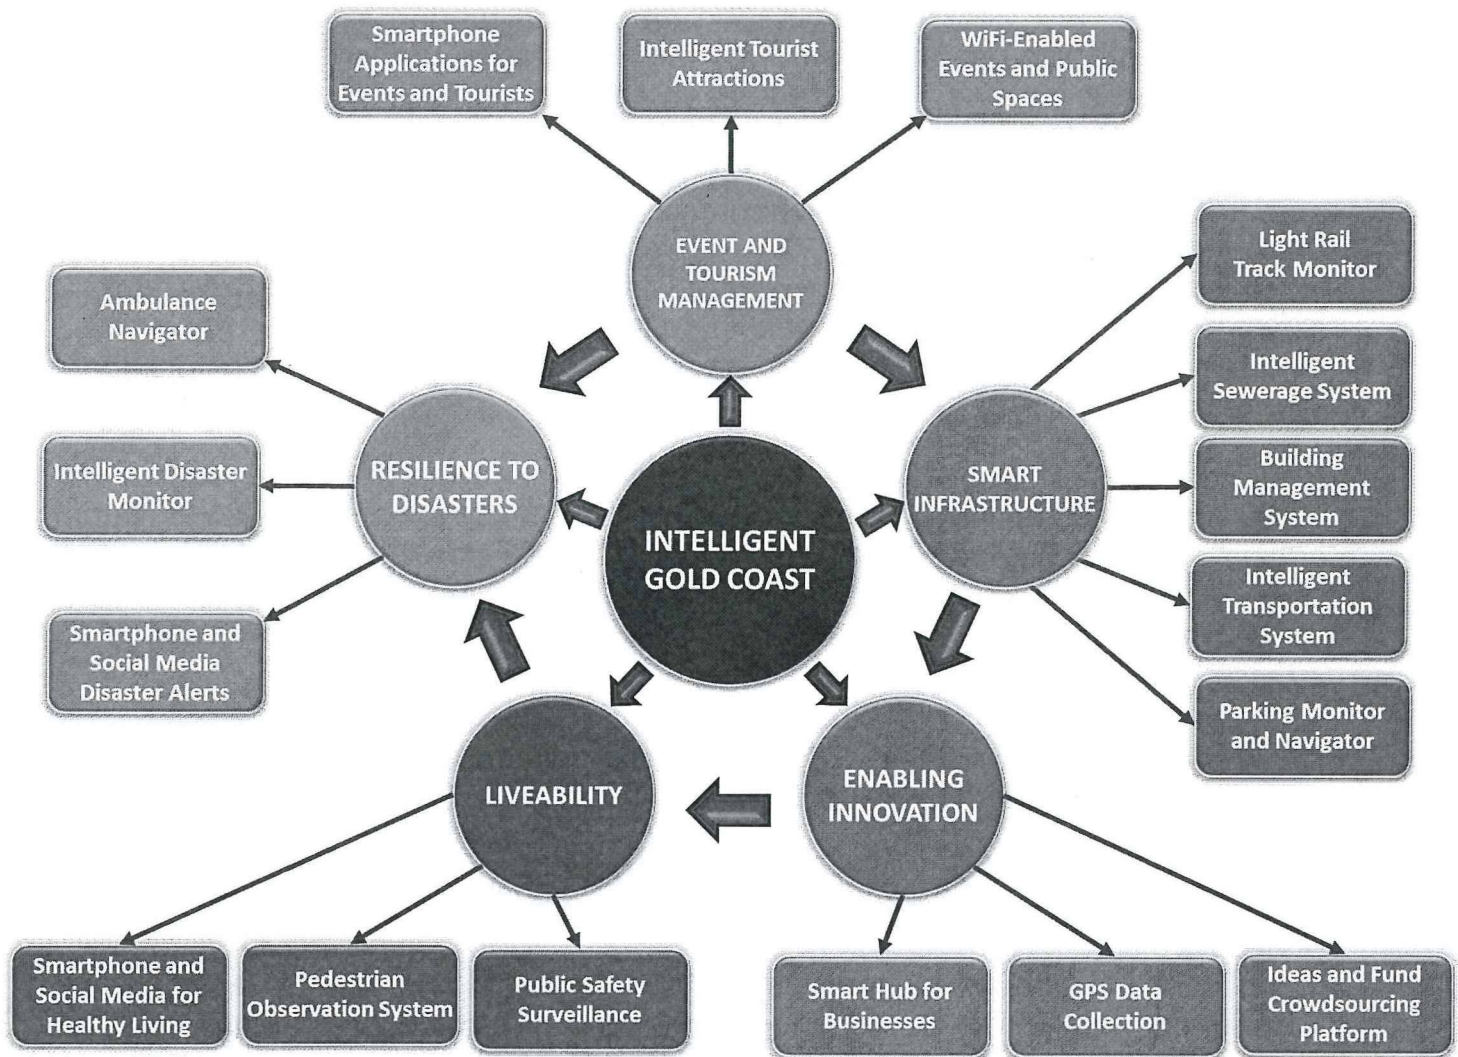 Smartphone
Applications for
Events and Tourists
Intelligent Tourist
Attractions
WiFi-Enabled
Events and Public
Spaces
EVENT AND
TOURISM
MANAGEMENT
Light Rail
Track Monitor
Ambulance
Navigator
Intelligent
Sewerage System
Intelligent Disaster
Monitor
RESILIENCE TO
DISASTERS
SMART
INFRASTRUCTURE
Building
Management
System
INTELLIGENT
GOLD COAST
Intelligent
Transportation
System
Smartphone and
Social Media
Disaster Alerts
Parking Monitor
and Navigator
LIVEABILITY
ENABLING
INNOVATION
Smartphone and
Social Media for
Healthy Living
Pedestrian
Observation System
Public Safety
Surveillance
Smart Hub for
Businesses
GPS Data
Collection
Ideas and Fund
Crowdsourcing
Platform